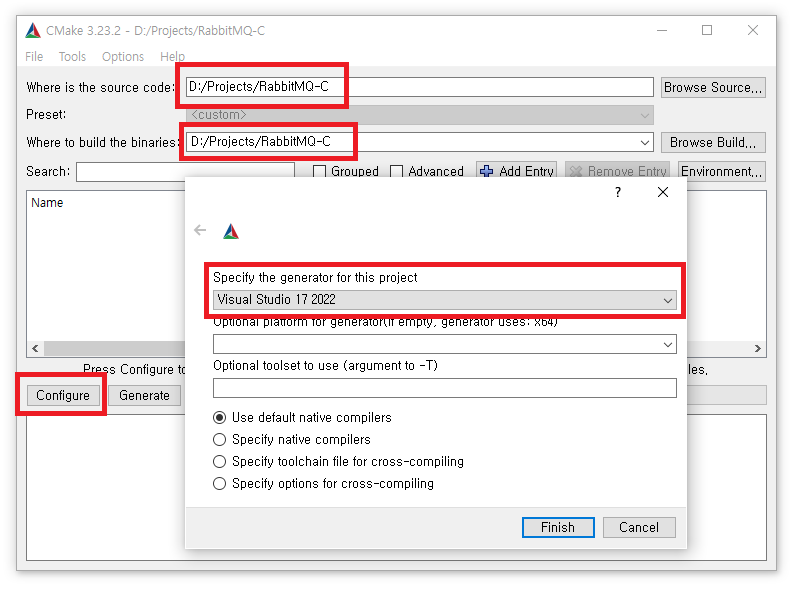 CMake 3.23.2 - D:/Projects/RabbitMQ-C
File Tools Options Help
Where is the source code: D:/Projects/RabbitMQ-C Browse Source...
Preset: <custom>
Where to build the binaries: D:/Projects/RabbitMQ-C Browse Build...
Search: Grouped Advanced Add Entry Remove Entry Environment...
Name
?
Specify the generator for this project
Visual Studio 17 2022
Optional platform for generator(if empty, generator uses: x64)
Optional toolset to use (argument to -T)
Press Configure to
Configure Generate
Use default native compilers
Specify native compilers
Specify toolchain file for cross-compiling
Specify options for cross-compiling
Finish Cancel